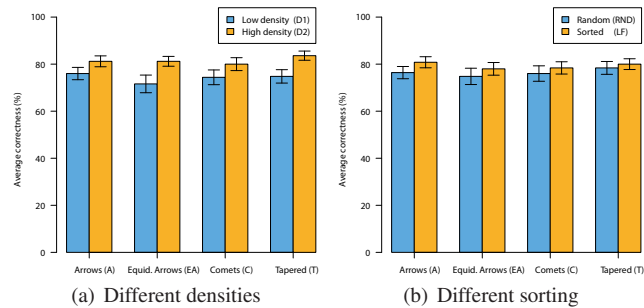 100
80
60
40
20
0
Average correctness (%)
Low density (D1)
High density (D2)
Arrows (A) Equid. Arrows (EA) Comets (C) Tapered (T)
(a) Different densities
100
80
60
40
20
0
Average correctness (%)
Random (RND)
Sorted (LF)
Arrows (A) Equid. Arrows (EA) Comets (C) Tapered (T)
(b) Different sorting